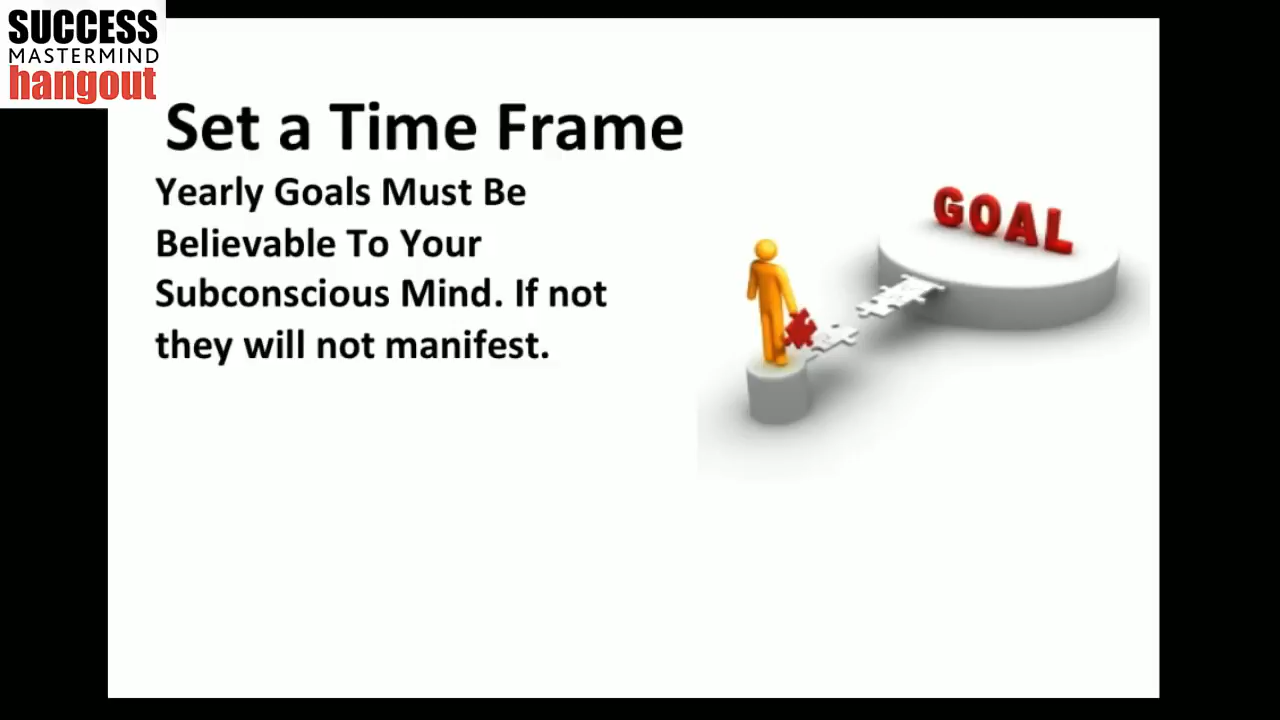 SUCCESS
MASTERMIND
hangout
Set a Time Frame
Yearly Goals Must Be
Believable To Your
Subconscious Mind. If not
they will not manifest.
GOAL